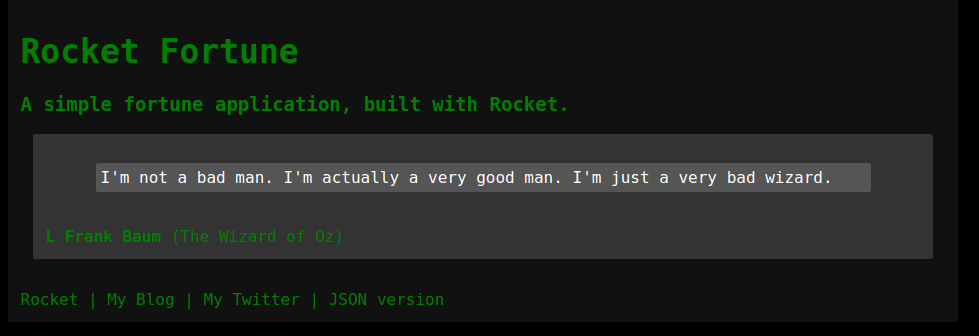 Rocket Fortune
A simple fortune application, built with Rocket.
I'm not a bad man. I'm actually a very good man. I'm just a very bad wizard.
L Frank Baum (The Wizard of Oz)
Rocket | My Blog | My Twitter | JSON version